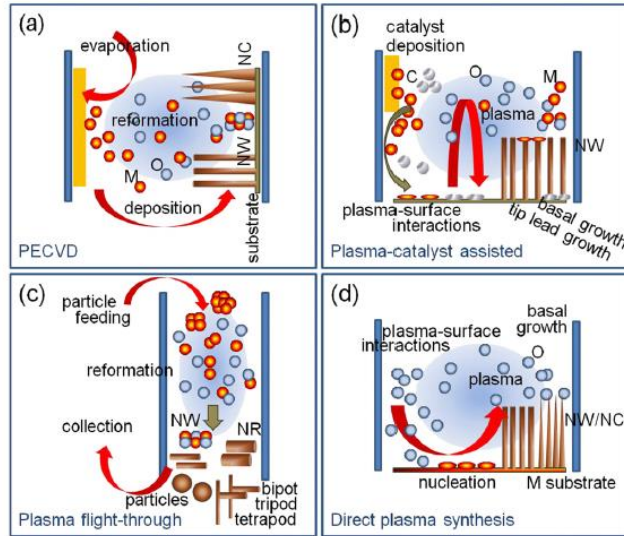 (a)
evaporation
NC
reformation
O
M
NW
deposition
substrate
PECVD
(b)
catalyst
deposition
C
O
M
plasma
NW
plasma-surface
interactions
basal growth
tip lead growth
Plasma-catalyst assisted
(c)
particle
feeding
reformation
NW
NR
collection
particles
bipot
tripod
tetrapod
Plasma flight-through
(d)
basal
growth
plasma-surface
interactions
O
plasma
NW/NC
nucleation
M substrate
Direct plasma synthesis